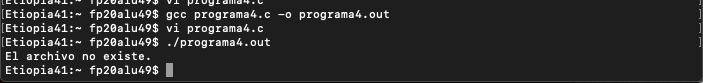 [Etiopia41:~ fp20alu49$ vi programa4.c ]
[Etiopia41:~ fp20alu49$ gcc programa4.c -o programa4.out ]
[Etiopia41:~ fp20alu49$ vi programa4.c ]
[Etiopia41:~ fp20alu49$ ./programa4.out ]
El archivo no existe.
Etiopia41:~ fp20alu49$